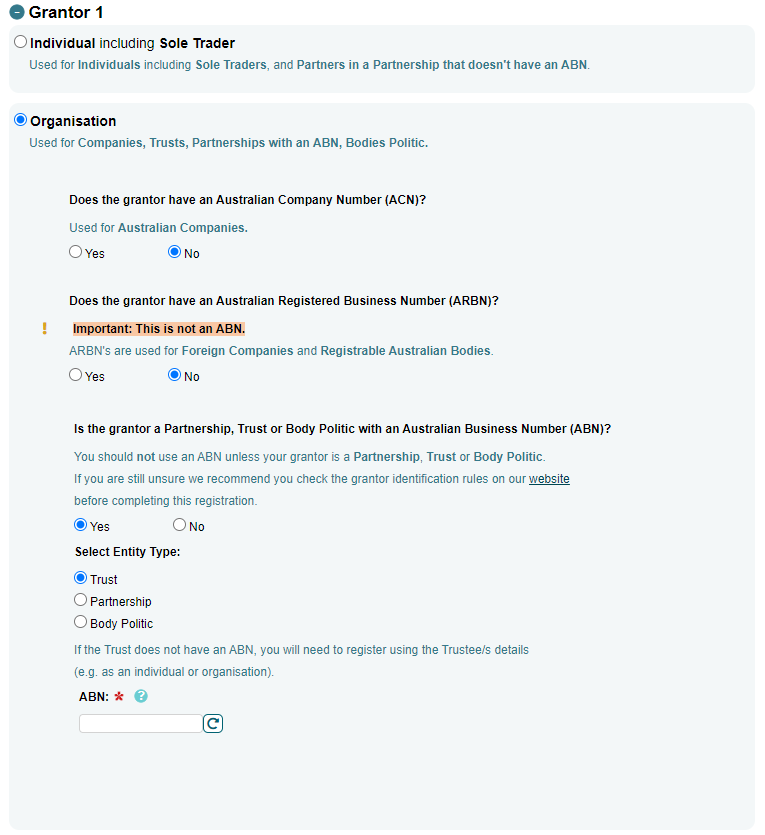 Grantor 1
Individual including Sole Trader
Used for Individuals including Sole Traders, and Partners in a Partnership that doesn't have an ABN.
Organisation
Used for Companies, Trusts, Partnerships with an ABN, Bodies Politic.
Does the grantor have an Australian Company Number (ACN)?
Used for Australian Companies.
Yes No
Does the grantor have an Australian Registered Business Number (ARBN)?
! Important: This is not an ABN.
ARBN's are used for Foreign Companies and Registrable Australian Bodies.
Yes No
Is the grantor a Partnership, Trust or Body Politic with an Australian Business Number (ABN)?
You should not use an ABN unless your grantor is a Partnership, Trust or Body Politic.
If you are still unsure we recommend you check the grantor identification rules on our website
before completing this registration.
Yes No
Select Entity Type:
Trust
Partnership
Body Politic
If the Trust does not have an ABN, you will need to register using the Trustee/s details
(e.g. as an individual or organisation).
ABN: * ?